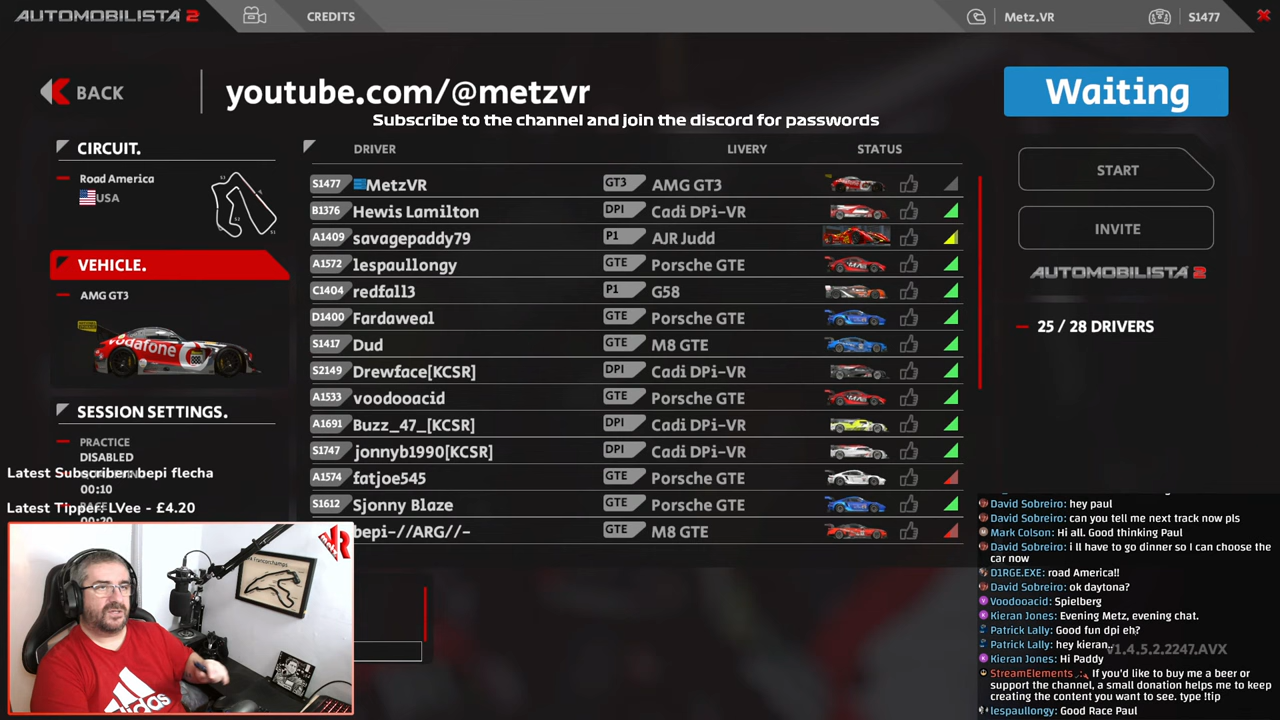 AUTOMOBILISTA 2
CREDITS
Metz.VR
S1477
BACK
youtube.com/@metzvr
Subscribe to the channel and join the discord for passwords
Waiting
CIRCUIT.
Road America
USA
VEHICLE.
AMG GT3
vodafone
SESSION SETTINGS.
PRACTICE
DISABLED
00:10
Latest Subscriber: bepi flecha
Latest Tipper: LVee - £4.20
DRIVER LIVERY STATUS
S1477 MetzVR GT3 AMG GT3
B1376 Hewis Lamilton DPI Cadi DPi-VR
A1409 savagepaddy79 P1 AJR Judd
A1572 lespaullongy GTE Porsche GTE
C1404 redfall3 P1 G58
D1400 Fardaweal GTE Porsche GTE
S1417 Dud GTE M8 GTE
S2149 Drewface[KCSR] DPI Cadi DPi-VR
A1533 voodooacid GTE Porsche GTE
A1691 Buzz_47_[KCSR] DPI Cadi DPi-VR
S1747 jonnyb1990[KCSR] DPI Cadi DPi-VR
A1574 fatjoe545 GTE Porsche GTE
S1612 Sjonny Blaze GTE Porsche GTE
bepi-//ARG//- GTE M8 GTE
START
INVITE
AUTOMOBILISTA 2
25 / 28 DRIVERS
David Sobreiro: hey paul
David Sobreiro: can you tell me next track now pls
Mark Colson: Hi all. Good thinking Paul
David Sobreiro: i ll have to go dinner so I can choose the
car now
D1RGE.EXE: road America!!
David Sobreiro: ok daytona?
Voodooacid: Spielberg
Kieran Jones: Evening Metz, evening chat.
Patrick Lally: Good fun dpi eh?
Patrick Lally: hey kieran..
v1.4.5.2.2247.AVX
Kieran Jones: Hi Paddy
StreamElements: If you'd like to buy me a beer or
support the channel, a small donation helps me to keep
creating the content you want to see. type !tip
lespaullongy: Good Race Paul